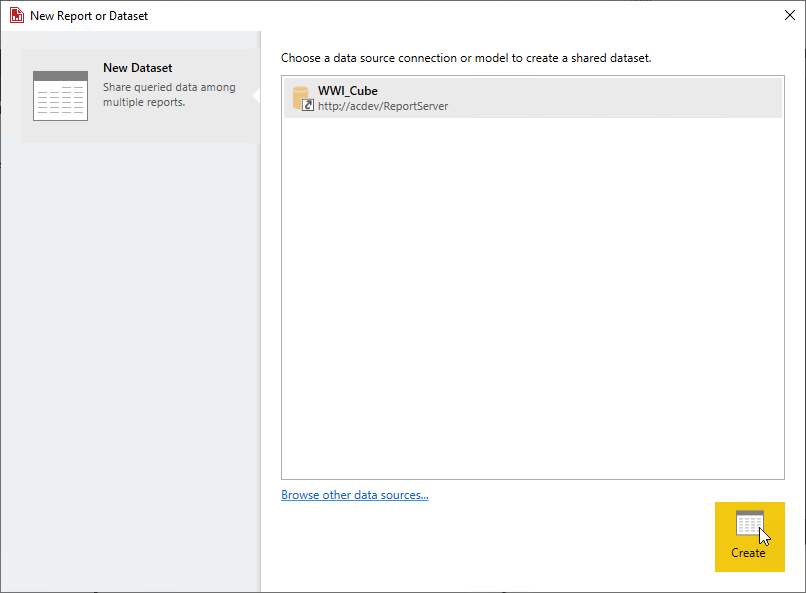 New Report or Dataset
New Dataset
Share queried data among
multiple reports.
Choose a data source connection or model to create a shared dataset.
WWI_Cube
http://acdev/ReportServer
Browse other data sources...
Create